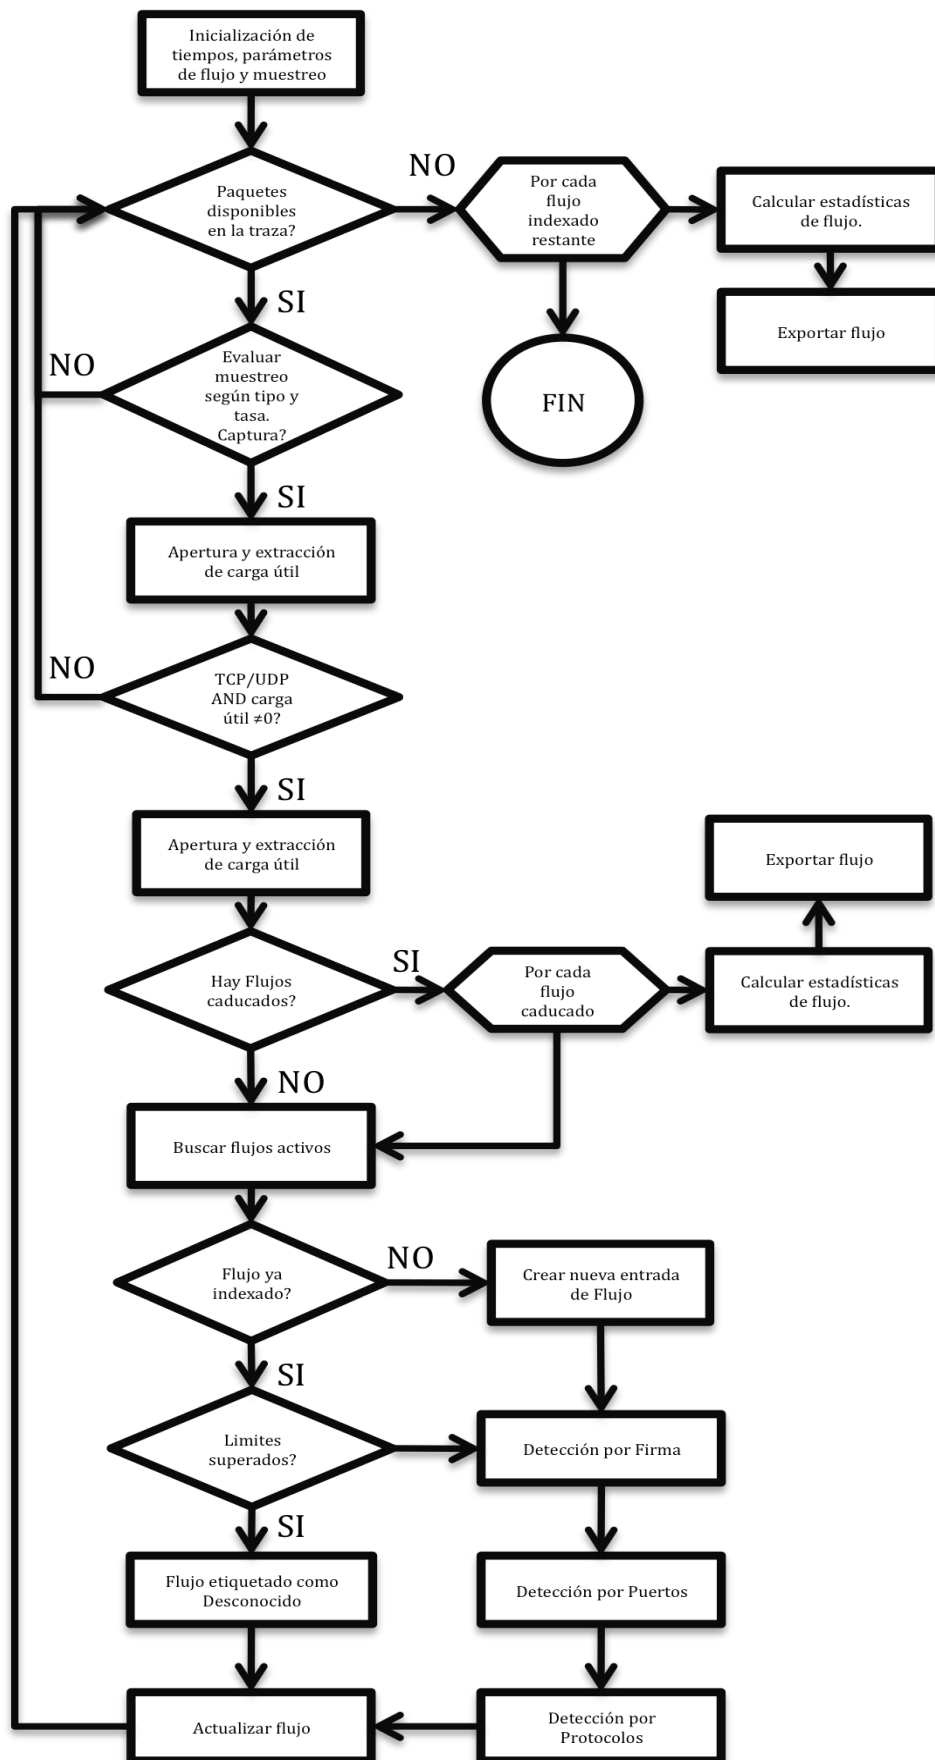 Inicialización de
tiempos, parámetros
de flujo y muestreo
Paquetes
disponibles
en la traza?
NO
Por cada
flujo
indexado
restante
Calcular estadísticas
de flujo.
Exportar flujo
FIN
SI
Evaluar
muestreo
según tipo y
tasa.
Captura?
NO
SI
Apertura y extracción
de carga útil
TCP/UDP
AND carga
útil ≠0?
NO
SI
Apertura y extracción
de carga útil
Hay Flujos
caducados?
SI
Por cada
flujo
caducado
Calcular estadísticas
de flujo.
Exportar flujo
NO
Buscar flujos activos
Flujo ya
indexado?
NO
Crear nueva entrada
de Flujo
SI
Limites
superados?
Detección por Firma
SI
Flujo etiquetado como
Desconocido
Detección por Puertos
Actualizar flujo
Detección por
Protocolos